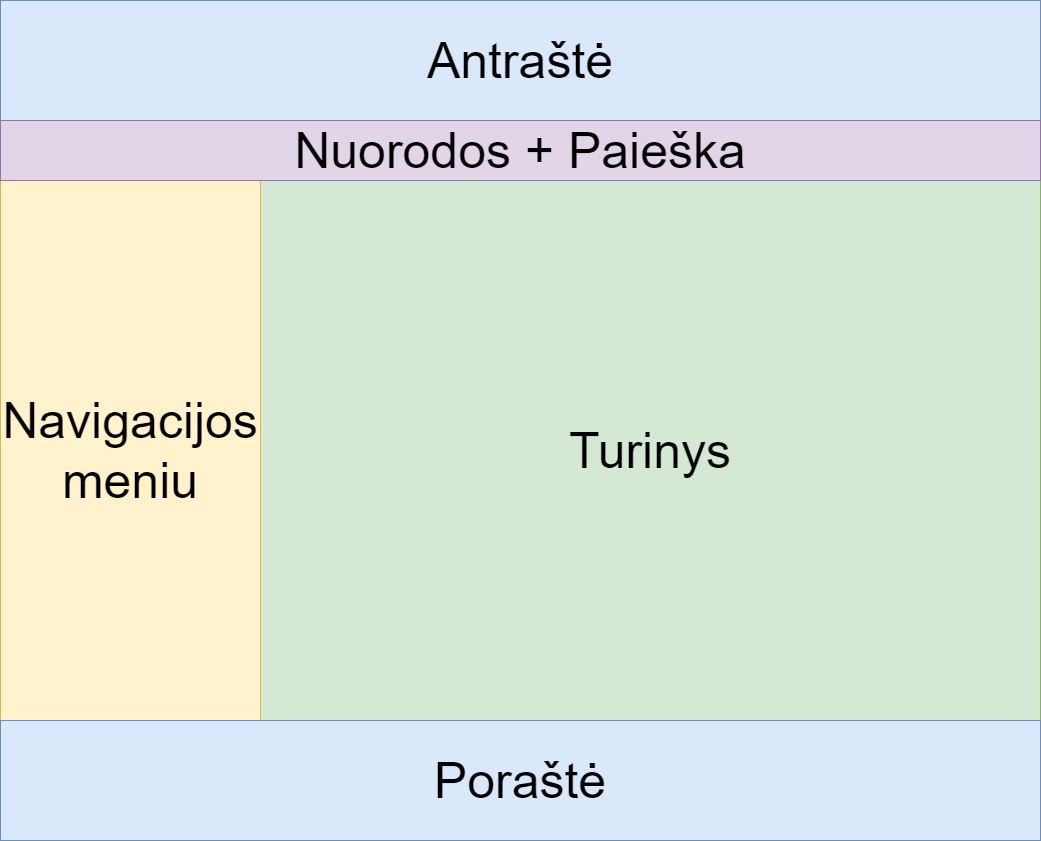 Antraštė
Nuorodos + Paieška
Navigacijos
meniu
Turinys
Poraštė